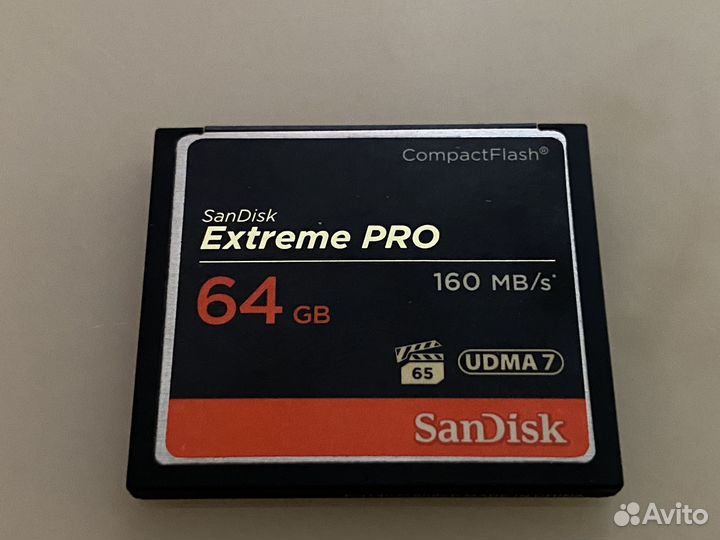 CompactFlash®
SanDisk
Extreme PRO
64 GB
160 MB/s*
65
UDMA 7
SanDisk
Avito